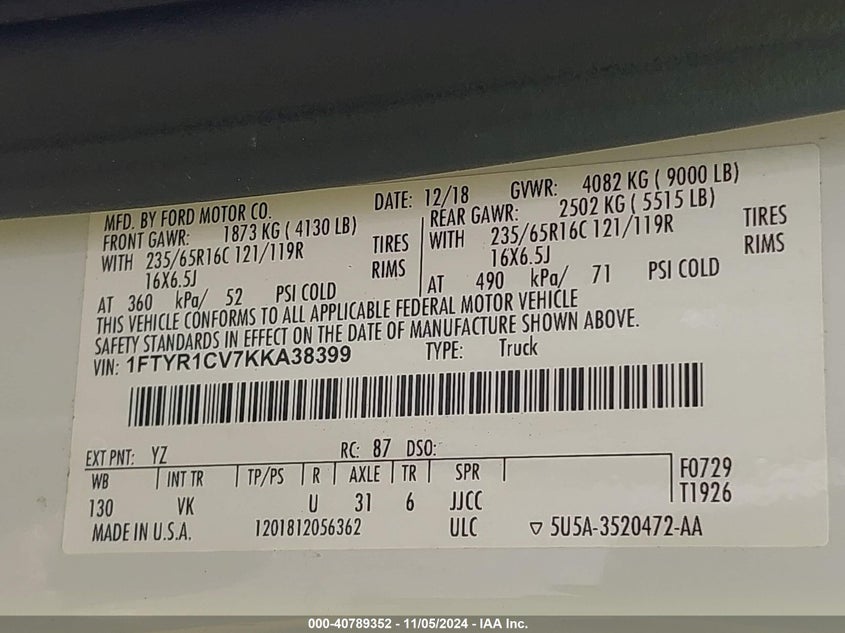 MFD. BY FORD MOTOR CO. DATE: 12/18 GVWR: 4082 KG ( 9000 LB)
FRONT GAWR: 1873 KG ( 4130 LB) REAR GAWR: 2502 KG ( 5515 LB)
WITH 235/65R16C 121/119R TIRES WITH 235/65R16C 121/119R TIRES
16X6.5J RIMS 16X6.5J RIMS
AT 360 kPa/ 52 PSI COLD AT 490 kPa/ 71 PSI COLD
THIS VEHICLE CONFORMS TO ALL APPLICABLE FEDERAL MOTOR VEHICLE
SAFETY STANDARDS IN EFFECT ON THE DATE OF MANUFACTURE SHOWN ABOVE.
VIN: 1FTYR1CV7KKA38399 TYPE: Truck
EXT PNT: YZ RC: 87 DSO:
WB INT TR TP/PS R AXLE TR SPR F0729
130 VK U 31 6 JJCC T1926
MADE IN U.S.A. 1201812056362 ULC ▽ 5U5A-3520472-AA
000-40789352 - 11/05/2024 - IAA Inc.